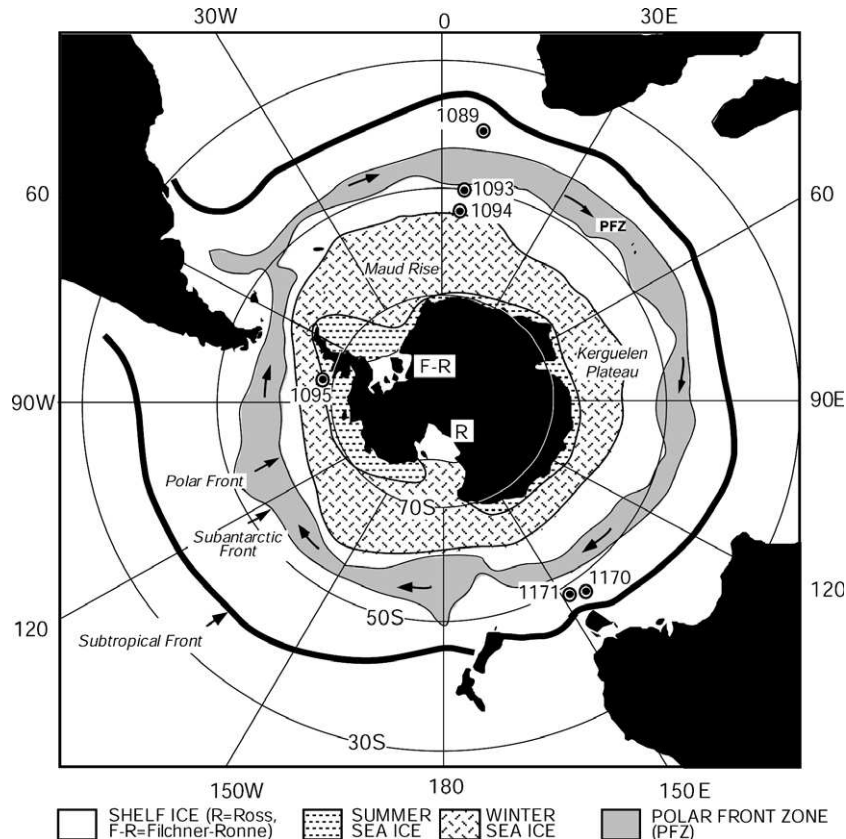 30W
0
30E
1089
60
1093
60
1094
PFZ
Maud Rise
Kerguelen
Plateau
F-R
1095
90W
90E
R
Polar Front
70S
Subantarctic
Front
1170
1171
120
50S
120
Subtropical Front
30S
150W
180
150E
SHELF ICE (R=Ross,
F-R=Filchner-Ronne)
SUMMER
SEA ICE
WINTER
SEA ICE
POLAR FRONT ZONE
(PFZ)